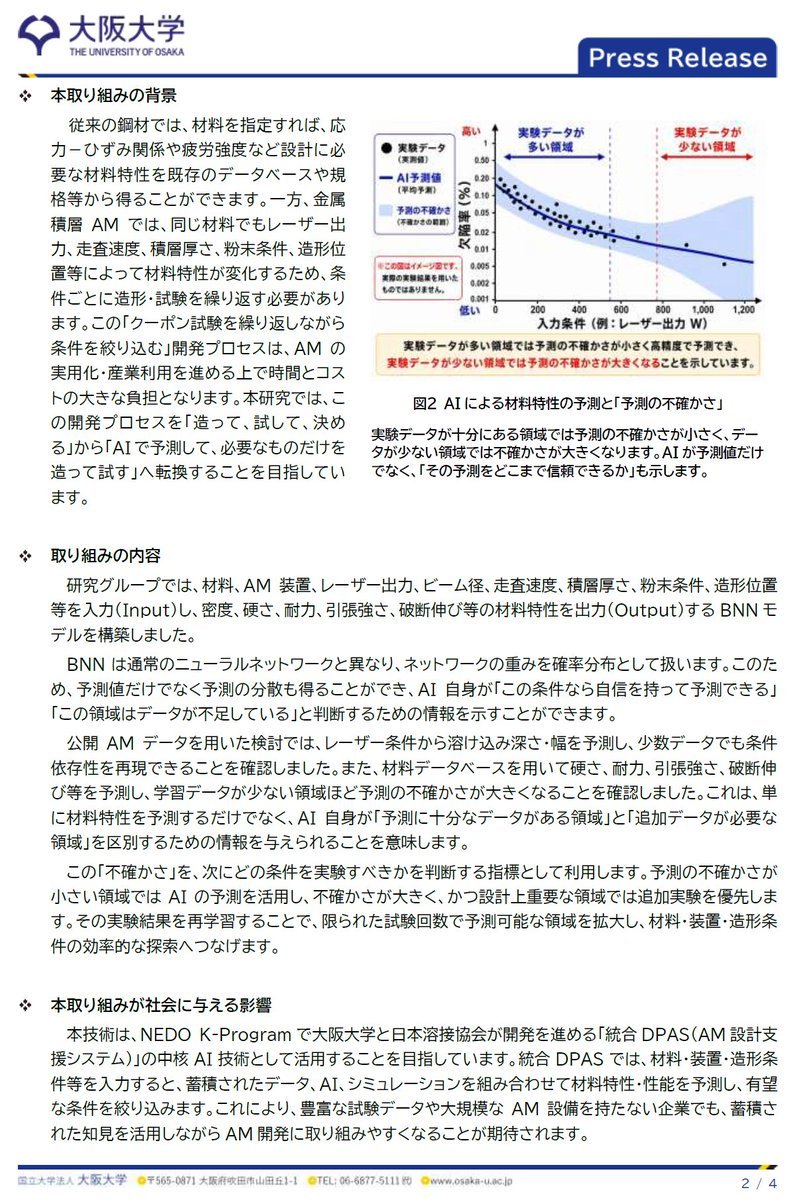 大阪大学
THE UNIVERSITY OF OSAKA
Press Release
❖ 本取り組みの背景
従来の鋼材では、材料を指定すれば、応
力－ひずみ関係や疲労強度など設計に必
要な材料特性を既存のデータベースや規
格等から得ることができます。一方、金属
積層 AM では、同じ材料でもレーザー出
力、走査速度、積層厚さ、粉末条件、造形位
置等によって材料特性が変化するため、条
件ごとに造形・試験を繰り返す必要があり
ます。この「クーポン試験を繰り返しながら
条件を絞り込む」開発プロセスは、AM の
実用化・産業利用を進める上で時間とコス
トの大きな負担となります。本研究では、こ
の開発プロセスを「造って、試して、決め
る」から「AI で予測して、必要なものだけを
造って試す」へ転換することを目指してい
ます。
実験データ
(実測値)
AI予測値
(平均予測)
予測の不確かさ
(不確かさの範囲)
※この図はイメージ図です。
実際の実験結果を用いた
ものではありません。
高い
欠陥率 (%)
低い
1
0.50
0.20
0.10
0.05
0.02
0.01
0.005
0.002
0.001
実験データが
多い領域
実験データが
少ない領域
0 200 400 600 800 1,000 1,200
入力条件（例：レーザー出力 W）
実験データが多い領域では予測の不確かさが小さく高精度で予測でき、
実験データが少ない領域では予測の不確かさが大きくなることを示しています。
図2 AI による材料特性の予測と「予測の不確かさ」
実験データが十分にある領域では予測の不確かさが小さく、デー
タが少ない領域では不確かさが大きくなります。AI が予測値だけ
でなく、「その予測をどこまで信頼できるか」も示します。
❖ 取り組みの内容
研究グループでは、材料、AM 装置、レーザー出力、ビーム径、走査速度、積層厚さ、粉末条件、造形位置
等を入力（Input）し、密度、硬さ、耐力、引張強さ、破断伸び等の材料特性を出力（Output）する BNN モ
デルを構築しました。
BNN は通常のニューラルネットワークと異なり、ネットワークの重みを確率分布として扱います。このた
め、予測値だけでなく予測の分散も得ることができ、AI 自身が「この条件なら自信を持って予測できる」
「この領域はデータが不足している」と判断するための情報を示すことができます。
公開 AM データを用いた検討では、レーザー条件から溶け込み深さ・幅を予測し、少数データでも条件
依存性を再現できることを確認しました。また、材料データベースを用いて硬さ、耐力、引張強さ、破断伸
び等を予測し、学習データが少ない領域ほど予測の不確かさが大きくなることを確認しました。これは、単
に材料特性を予測するだけでなく、AI 自身が「予測に十分なデータがある領域」と「追加データが必要な
領域」を区別するための情報を与えられることを意味します。
この「不確かさ」を、次にどの条件を実験すべきかを判断する指標として利用します。予測の不確かさが
小さい領域では AI の予測を活用し、不確かさが大きく、かつ設計上重要な領域では追加実験を優先しま
す。その実験結果を再学習することで、限られた試験回数で予測可能な領域を拡大し、材料・装置・造形条
件の効率的な探索へつなげます。
❖ 本取り組みが社会に与える影響
本技術は、NEDO K-Program で大阪大学と日本溶接協会が開発を進める「統合 DPAS（AM 設計支
援システム）」の中核 AI 技術として活用することを目指しています。統合 DPAS では、材料・装置・造形条
件等を入力すると、蓄積されたデータ、AI、シミュレーションを組み合わせて材料特性・性能を予測し、有望
な条件を絞り込みます。これにより、豊富な試験データや大規模な AM 設備を持たない企業でも、蓄積さ
れた知見を活用しながら AM 開発に取り組みやすくなることが期待されます。
国立大学法人 大阪大学 〒565-0871 大阪府吹田市山田丘1-1 TEL: 06-6877-5111㈹ www.osaka-u.ac.jp
2 / 4